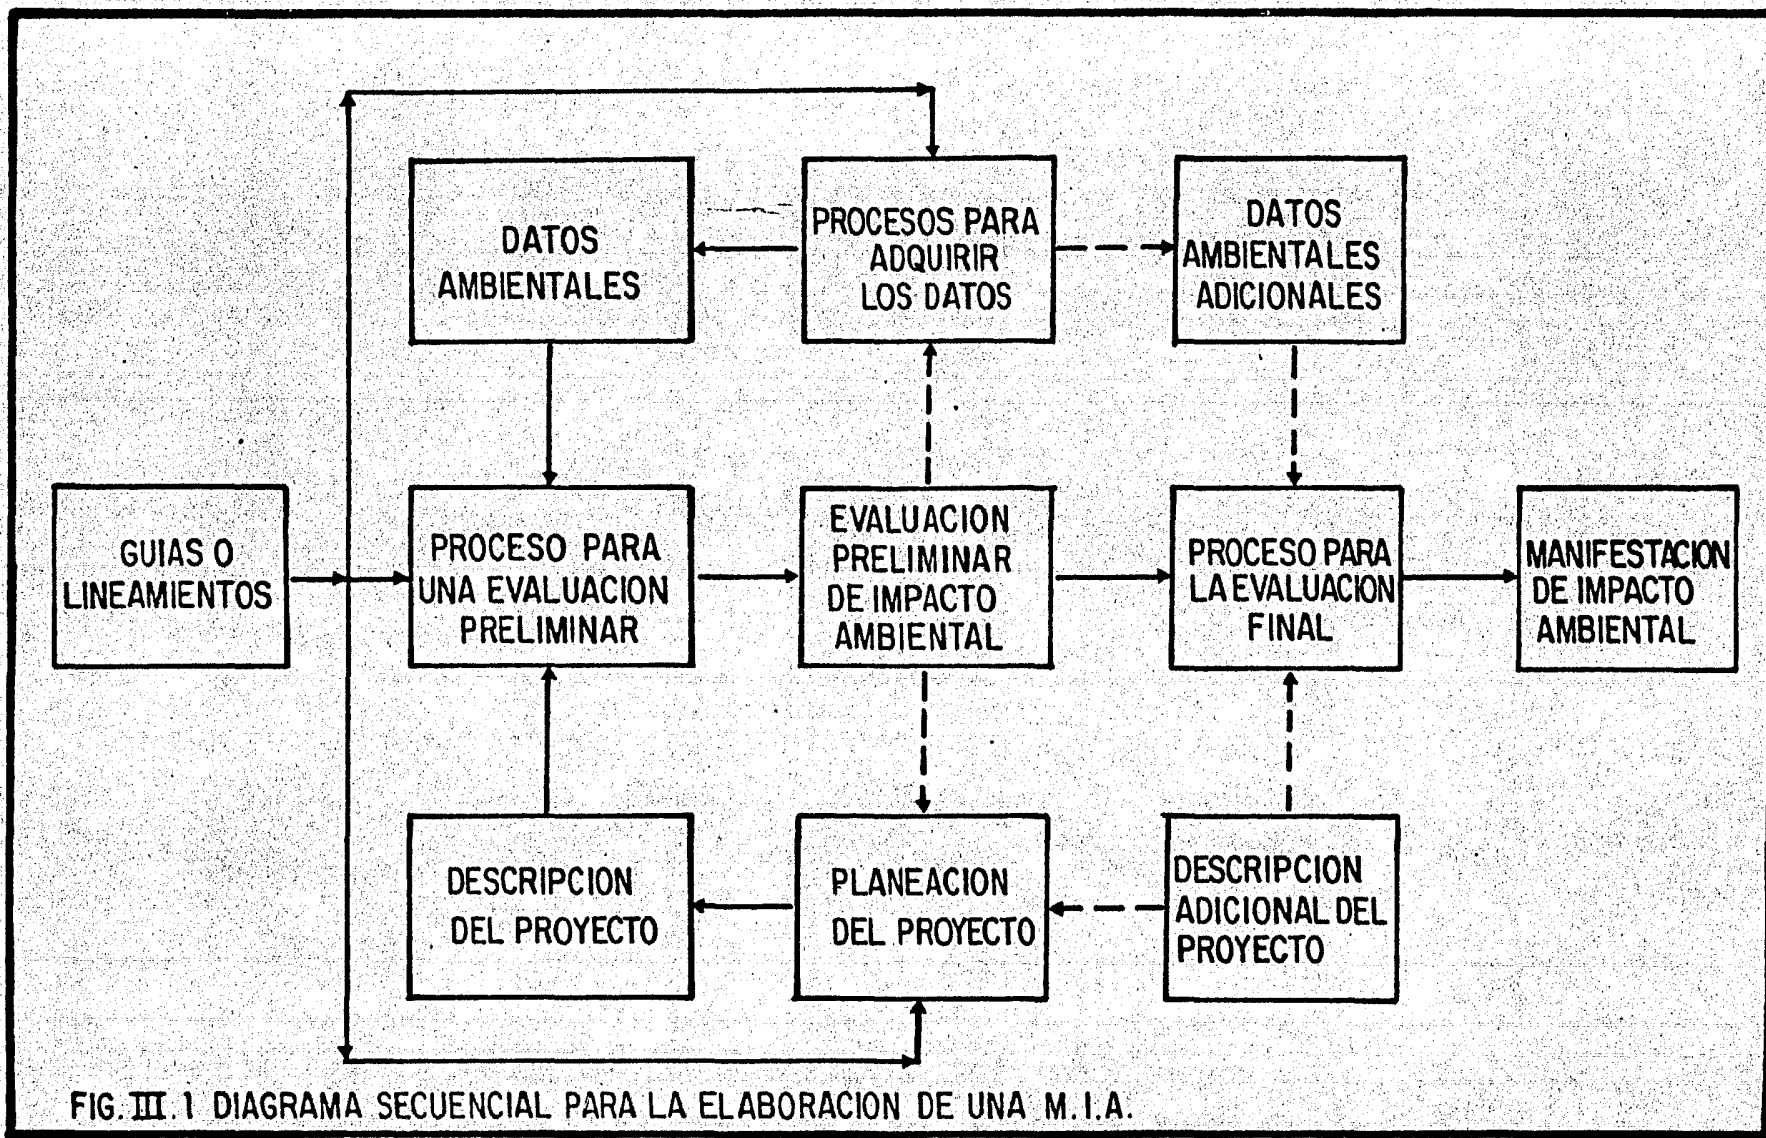 DATOS
AMBIENTALES
PROCESOS PARA
ADQUIRIR
LOS DATOS
DATOS
AMBIENTALES
ADICIONALES
GUIAS O
LINEAMIENTOS
PROCESO PARA
UNA EVALUACION
PRELIMINAR
EVALUACION
PRELIMINAR
DE IMPACTO
AMBIENTAL
PROCESO PARA
LA EVALUACION
FINAL
MANIFESTACION
DE IMPACTO
AMBIENTAL
DESCRIPCION
DEL PROYECTO
PLANEACION
DEL PROYECTO
DESCRIPCION
ADICIONAL DEL
PROYECTO
FIG. III.1 DIAGRAMA SECUENCIAL PARA LA ELABORACION DE UNA M.I.A.